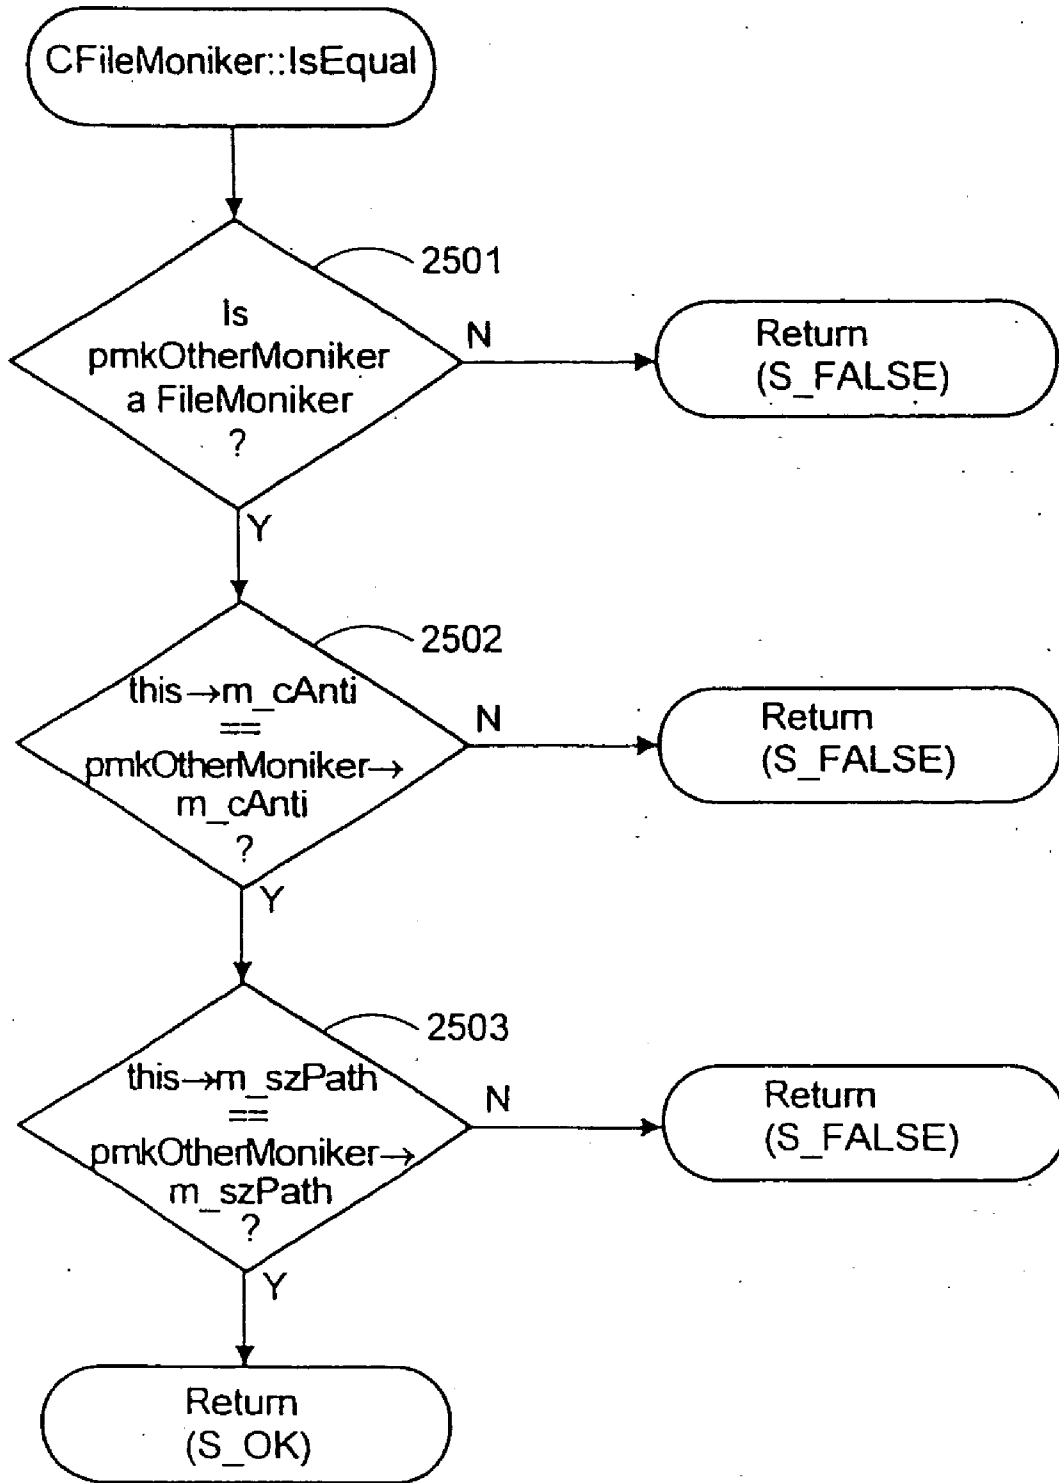 CFileMoniker::IsEqual
2501
Is
pmkOtherMoniker
a FileMoniker
?
N
Return
(S_FALSE)
Y
2502
this→m_cAnti
==
pmkOtherMoniker→
m_cAnti
?
N
Return
(S_FALSE)
Y
2503
this→m_szPath
==
pmkOtherMoniker→
m_szPath
?
N
Return
(S_FALSE)
Y
Return
(S_OK)